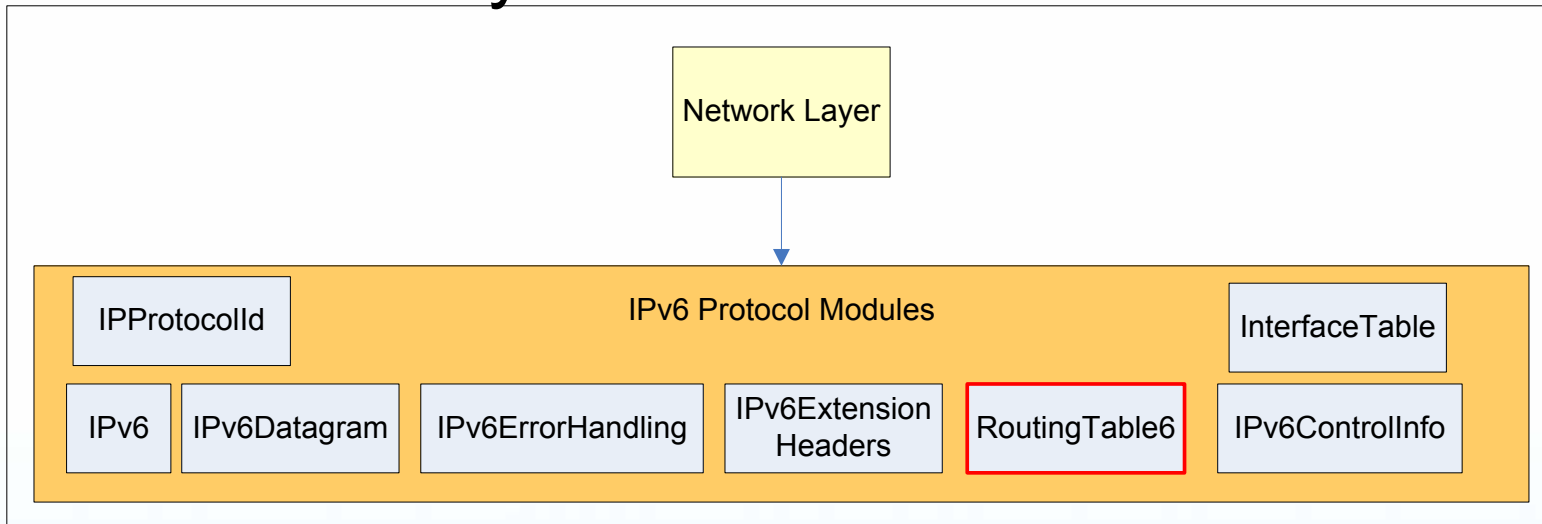 Network Layer
IPProtocolId
IPv6 Protocol Modules
InterfaceTable
IPv6
IPv6Datagram
IPv6ErrorHandling
IPv6Extension
Headers
RoutingTable6
IPv6ControlInfo